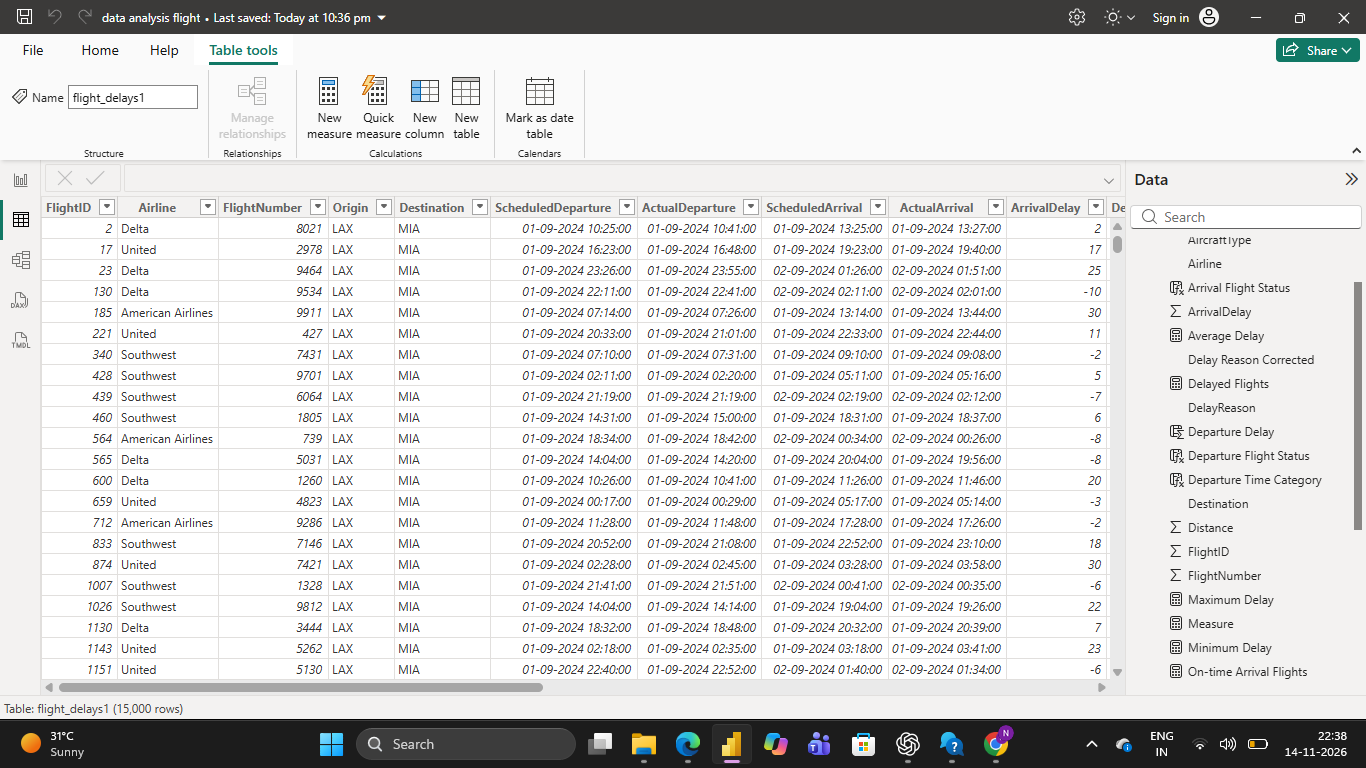 data analysis flight • Last saved: Today at 10:36 pm
Sign in
File Home Help Table tools
Share
Name flight_delays1
Manage relationships
New measure
Quick measure
New column
New table
Mark as date table
Structure
Relationships
Calculations
Calendars
FlightID Airline FlightNumber Origin Destination ScheduledDeparture ActualDeparture ScheduledArrival ActualArrival ArrivalDelay De
2 Delta 8021 LAX MIA 01-09-2024 10:25:00 01-09-2024 10:41:00 01-09-2024 13:25:00 01-09-2024 13:27:00 2
17 United 2978 LAX MIA 01-09-2024 16:23:00 01-09-2024 16:48:00 01-09-2024 19:23:00 01-09-2024 19:40:00 17
23 Delta 9464 LAX MIA 01-09-2024 23:26:00 01-09-2024 23:55:00 02-09-2024 01:26:00 02-09-2024 01:51:00 25
130 Delta 9534 LAX MIA 01-09-2024 22:11:00 01-09-2024 22:41:00 02-09-2024 02:11:00 02-09-2024 02:01:00 -10
185 American Airlines 9911 LAX MIA 01-09-2024 07:14:00 01-09-2024 07:26:00 01-09-2024 13:14:00 01-09-2024 13:44:00 30
221 United 427 LAX MIA 01-09-2024 20:33:00 01-09-2024 21:01:00 01-09-2024 22:33:00 01-09-2024 22:44:00 11
340 Southwest 7431 LAX MIA 01-09-2024 07:10:00 01-09-2024 07:31:00 01-09-2024 09:10:00 01-09-2024 09:08:00 -2
428 Southwest 9701 LAX MIA 01-09-2024 02:11:00 01-09-2024 02:20:00 01-09-2024 05:11:00 01-09-2024 05:16:00 5
439 Southwest 6064 LAX MIA 01-09-2024 21:19:00 01-09-2024 21:19:00 02-09-2024 02:19:00 02-09-2024 02:12:00 -7
460 Southwest 1805 LAX MIA 01-09-2024 14:31:00 01-09-2024 15:00:00 01-09-2024 18:31:00 01-09-2024 18:37:00 6
564 American Airlines 739 LAX MIA 01-09-2024 18:34:00 01-09-2024 18:42:00 02-09-2024 00:34:00 02-09-2024 00:26:00 -8
565 Delta 5031 LAX MIA 01-09-2024 14:04:00 01-09-2024 14:20:00 01-09-2024 20:04:00 01-09-2024 19:56:00 -8
600 Delta 1260 LAX MIA 01-09-2024 10:26:00 01-09-2024 10:41:00 01-09-2024 11:26:00 01-09-2024 11:46:00 20
659 United 4823 LAX MIA 01-09-2024 00:17:00 01-09-2024 00:29:00 01-09-2024 05:17:00 01-09-2024 05:14:00 -3
712 American Airlines 9286 LAX MIA 01-09-2024 11:28:00 01-09-2024 11:48:00 01-09-2024 17:28:00 01-09-2024 17:26:00 -2
833 Southwest 7146 LAX MIA 01-09-2024 20:52:00 01-09-2024 21:08:00 01-09-2024 22:52:00 01-09-2024 23:10:00 18
874 United 7421 LAX MIA 01-09-2024 02:28:00 01-09-2024 02:45:00 01-09-2024 03:28:00 01-09-2024 03:58:00 30
1007 Southwest 1328 LAX MIA 01-09-2024 21:41:00 01-09-2024 21:51:00 02-09-2024 00:41:00 02-09-2024 00:35:00 -6
1026 Southwest 9812 LAX MIA 01-09-2024 14:04:00 01-09-2024 14:14:00 01-09-2024 19:04:00 01-09-2024 19:26:00 22
1130 Delta 3444 LAX MIA 01-09-2024 18:32:00 01-09-2024 18:48:00 01-09-2024 20:32:00 01-09-2024 20:39:00 7
1143 United 5262 LAX MIA 01-09-2024 02:18:00 01-09-2024 02:35:00 01-09-2024 03:18:00 01-09-2024 03:41:00 23
1151 United 5130 LAX MIA 01-09-2024 22:40:00 01-09-2024 22:52:00 02-09-2024 01:40:00 02-09-2024 01:34:00 -6
DAX
TMDL
Data
Search
AircraftType
Airline
Arrival Flight Status
ArrivalDelay
Average Delay
Delay Reason Corrected
Delayed Flights
DelayReason
Departure Delay
Departure Flight Status
Departure Time Category
Destination
Distance
FlightID
FlightNumber
Maximum Delay
Measure
Minimum Delay
On-time Arrival Flights
Table: flight_delays1 (15,000 rows)
31°C
Sunny
Search
N
ENG
IN
22:38
14-11-2026